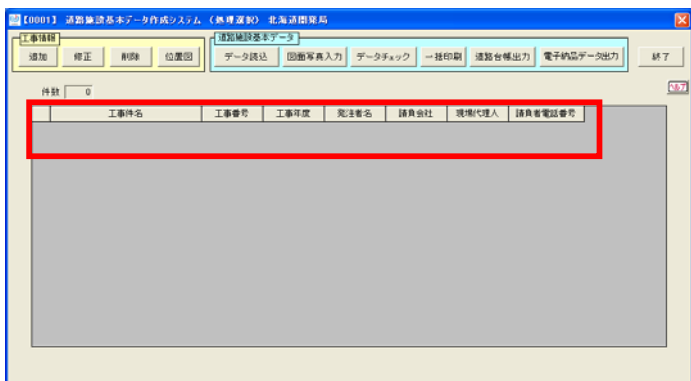 【0001】 道路施設基本データ作成システム (処理選択) 北海道開発局
工事情報
追加 修正 削除 位置図
道路施設基本データ
データ読込 図面写真入力 データチェック 一括印刷 道路台帳出力 電子納品データ出力
終了
件数 0
ヘルプ
工事件名 工事番号 工事年度 発注者名 請負会社 現場代理人 請負者電話番号